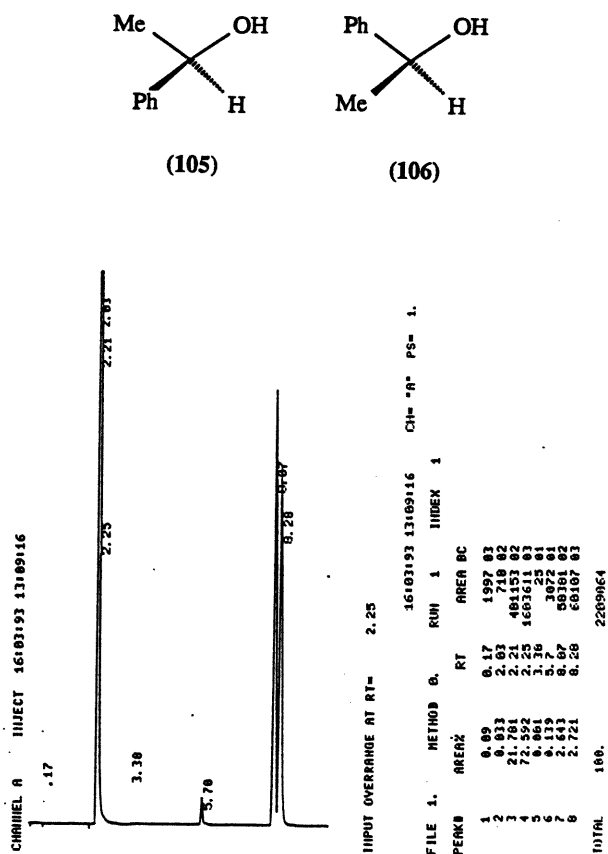 Me OH Ph OH
Ph H Me H
(105) (106)
CHANNEL A INJECT 16:03:93 13:09:16
.17
2.21 2.03
2.25
3.38
5.70
8.07
8.28
INPUT OVERRANGE AT RT= 2.25
16:03:93 13:09:16 CH= "A" PS= 1.
FILE 1. METHOD 0. RUN 1 INDEX 1
PEAK# AREA% RT AREA BC
1 0.09 0.17 1997 03
2 0.033 2.03 718 02
3 21.781 2.21 481153 02
4 72.592 2.25 1603611 03
5 0.001 3.38 25 01
6 0.139 5.7 3072 01
7 2.643 8.07 58381 02
8 2.721 8.28 60107 03
TOTAL 100. 2209064